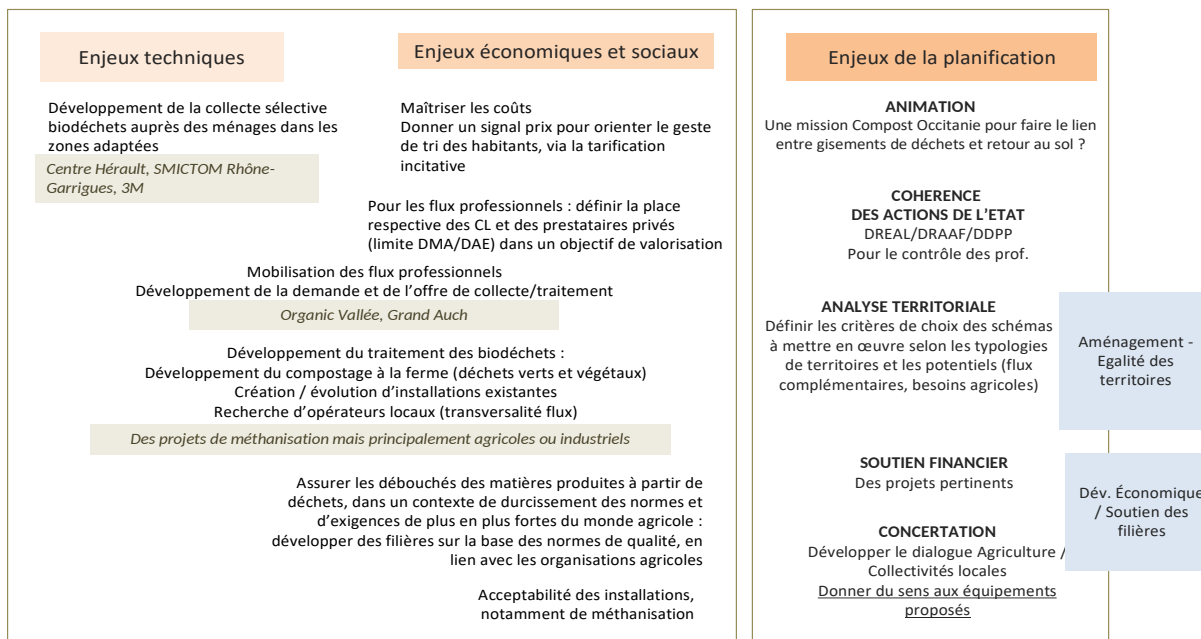 Enjeux techniques
Développement de la collecte sélective
biodéchets auprès des ménages dans les
zones adaptées
Centre Hérault, SMICTOM Rhône-
Garrigues, 3M
Enjeux économiques et sociaux
Maîtriser les coûts
Donner un signal prix pour orienter le geste
de tri des habitants, via la tarification
incitative
Pour les flux professionnels : définir la place
respective des CL et des prestataires privés
(limite DMA/DAE) dans un objectif de valorisation
Mobilisation des flux professionnels
Développement de la demande et de l’offre de collecte/traitement
Organic Vallée, Grand Auch
Développement du traitement des biodéchets :
Développement du compostage à la ferme (déchets verts et végétaux)
Création / évolution d’installations existantes
Recherche d’opérateurs locaux (transversalité flux)
Des projets de méthanisation mais principalement agricoles ou industriels
Assurer les débouchés des matières produites à partir de
déchets, dans un contexte de durcissement des normes et
d’exigences de plus en plus fortes du monde agricole :
développer des filières sur la base des normes de qualité, en
lien avec les organisations agricoles
Acceptabilité des installations,
notamment de méthanisation
Enjeux de la planification
ANIMATION
Une mission Compost Occitanie pour faire le lien
entre gisements de déchets et retour au sol ?
COHERENCE
DES ACTIONS DE L’ETAT
DREAL/DRAAF/DDPP
Pour le contrôle des prof.
ANALYSE TERRITORIALE
Définir les critères de choix des schémas
à mettre en œuvre selon les typologies
de territoires et les potentiels (flux
complémentaires, besoins agricoles)
Aménagement -
Egalité des
territoires
SOUTIEN FINANCIER
Des projets pertinents
CONCERTATION
Développer le dialogue Agriculture /
Collectivités locales
Donner du sens aux équipements
proposés
Dév. Économique
/ Soutien des
filières